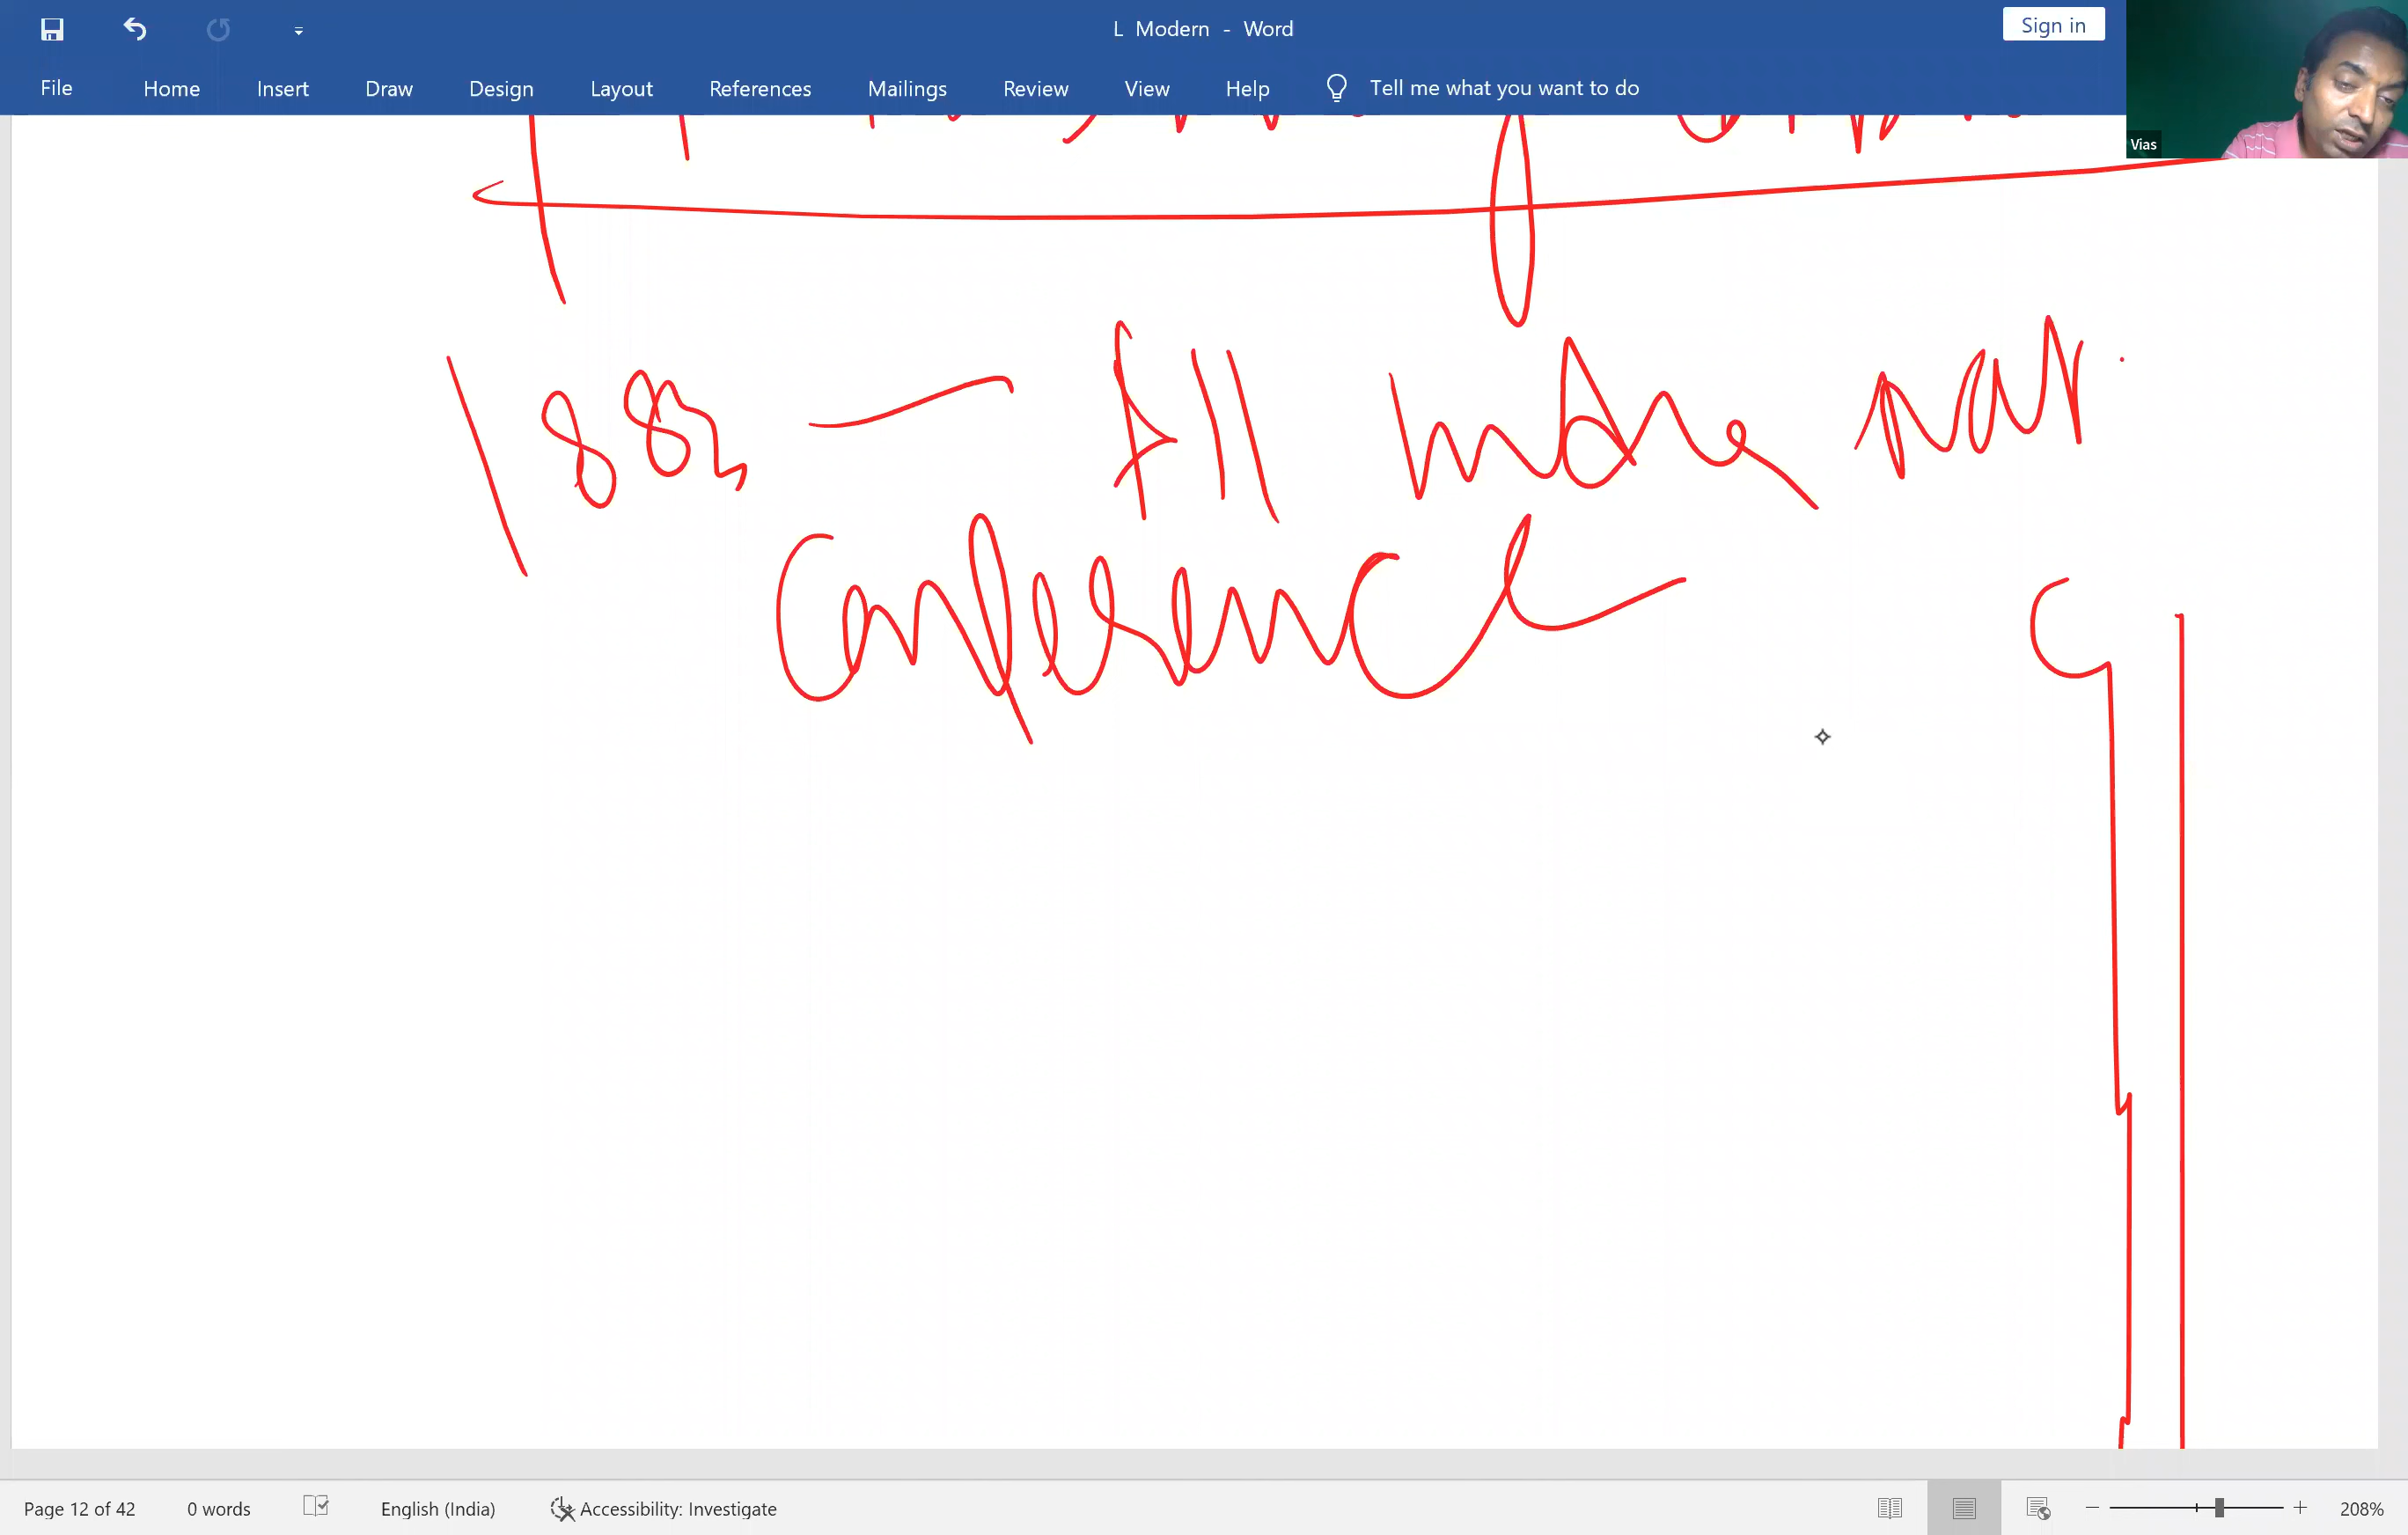 L Modern - Word
Sign in
File Home Insert Draw Design Layout References Mailings Review View Help Tell me what you want to do
Vias
1883 — All India Nat.
Conference
Page 12 of 42 0 words English (India) Accessibility: Investigate 208%